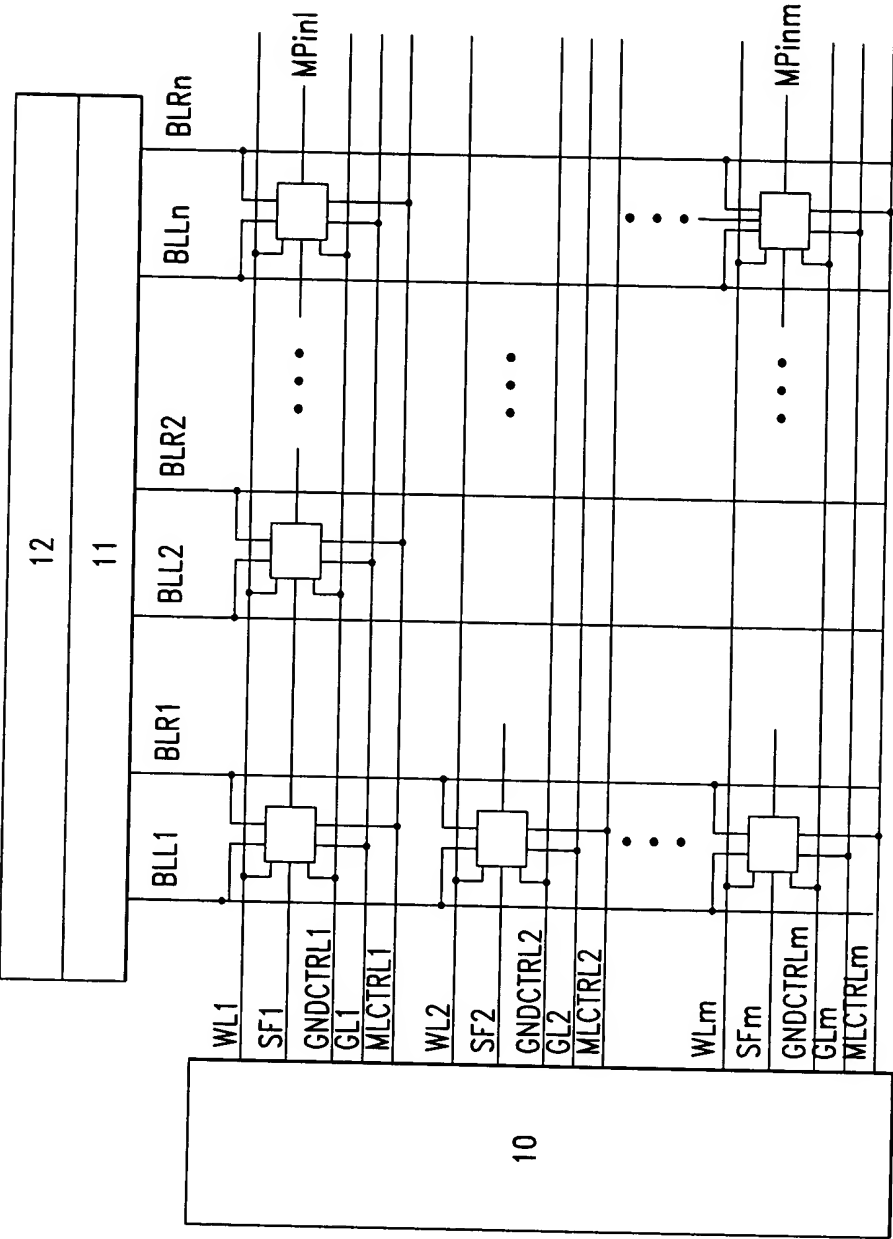 12
11
BLL1
BLR1
BLL2
BLR2
BLLn
BLRn
WL1
SF1
GNDCTRL1
GL1
MLCTRL1
MPin1
WL2
SF2
GNDCTRL2
GL2
MLCTRL2
WLm
SFm
GNDCTRLm
GLm
MLCTRLm
MPinm
10